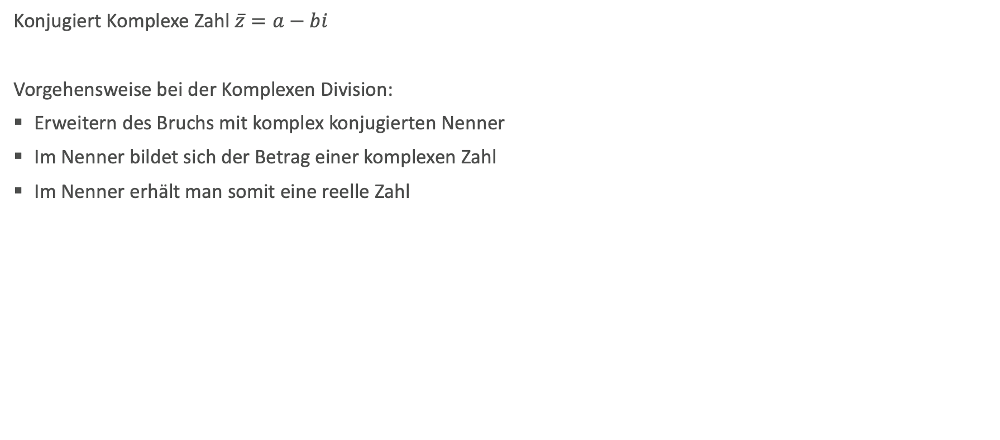 Konjugiert Komplexe Zahl z̄ = a − bi
Vorgehensweise bei der Komplexen Division:
▪ Erweitern des Bruchs mit komplex konjugierten Nenner
▪ Im Nenner bildet sich der Betrag einer komplexen Zahl
▪ Im Nenner erhält man somit eine reelle Zahl